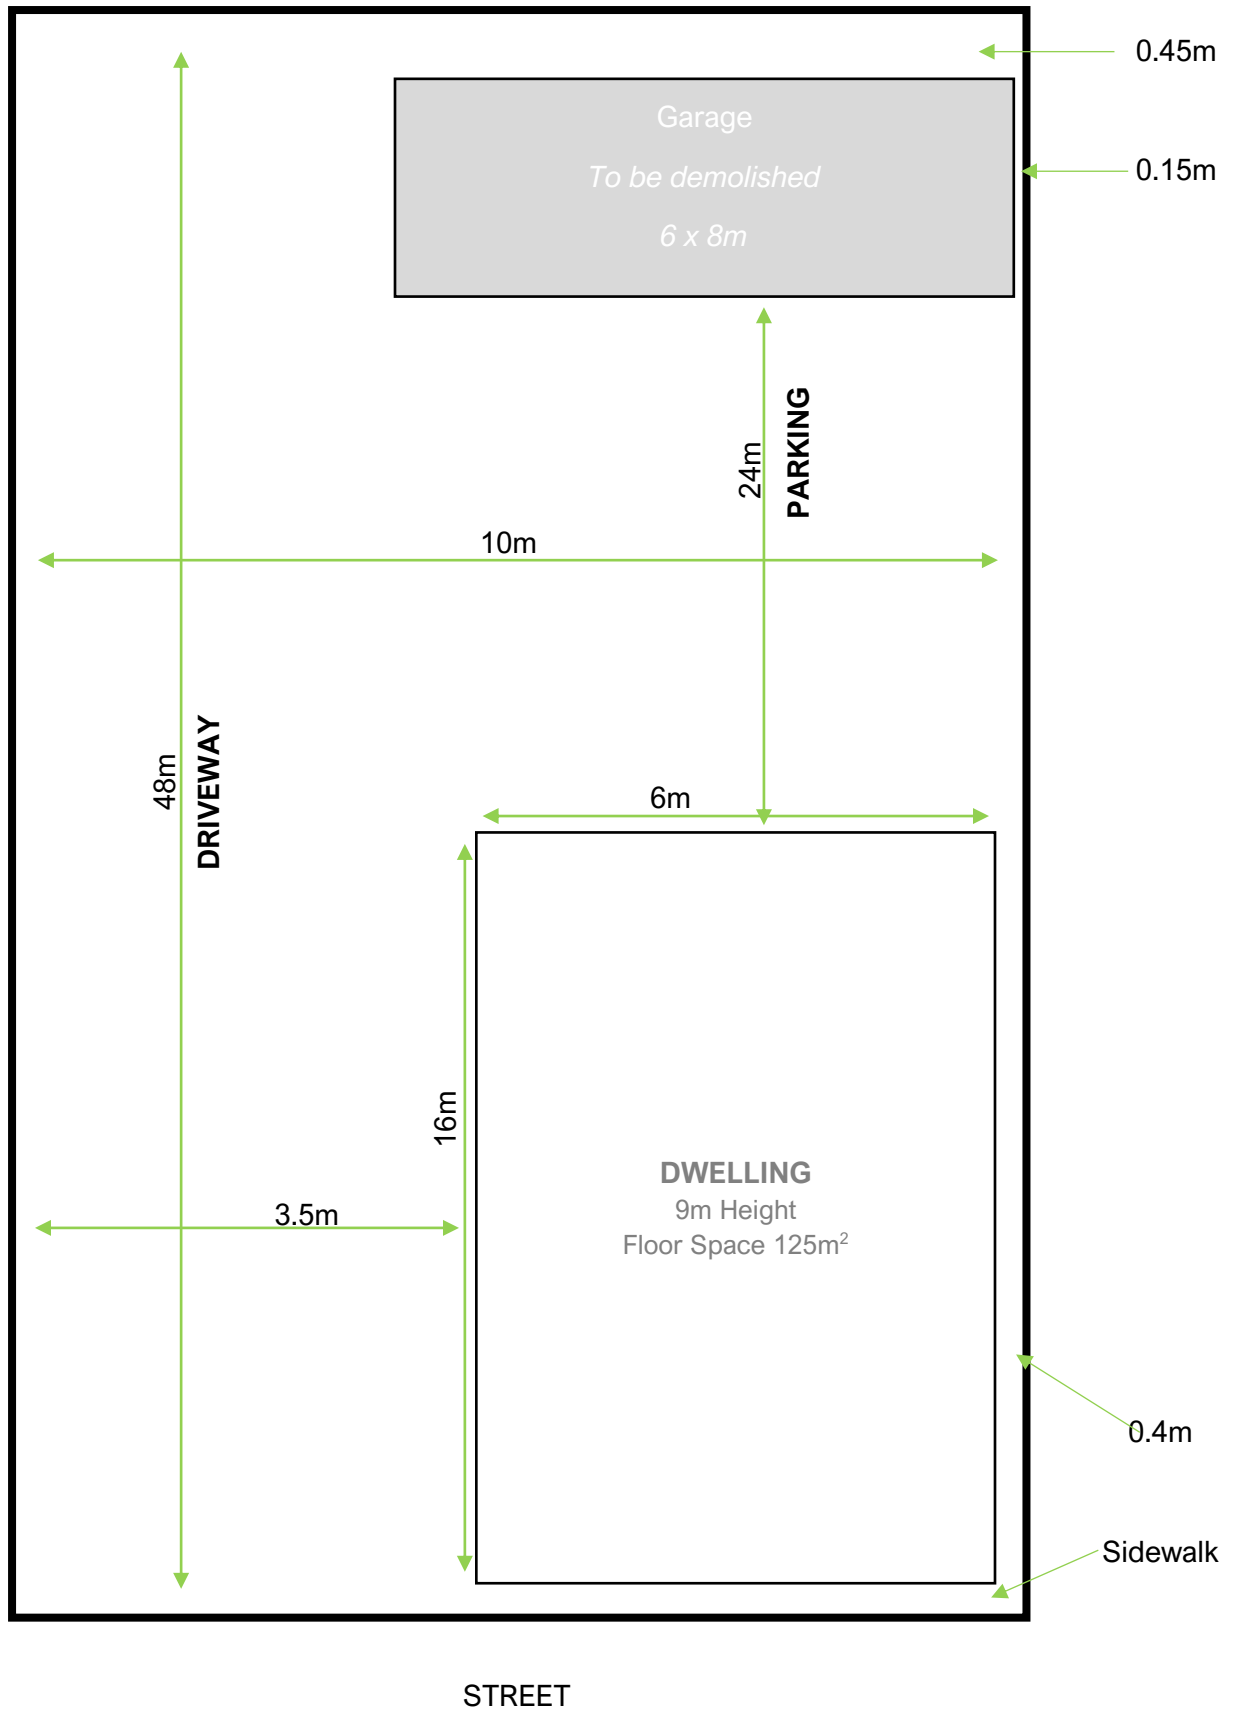 0.45m
Garage
0.15m
To be demolished
6 x 8m
24m
PARKING
10m
48m
DRIVEWAY
6m
16m
DWELLING
9m Height
3.5m
Floor Space 125m²
0.4m
Sidewalk
STREET